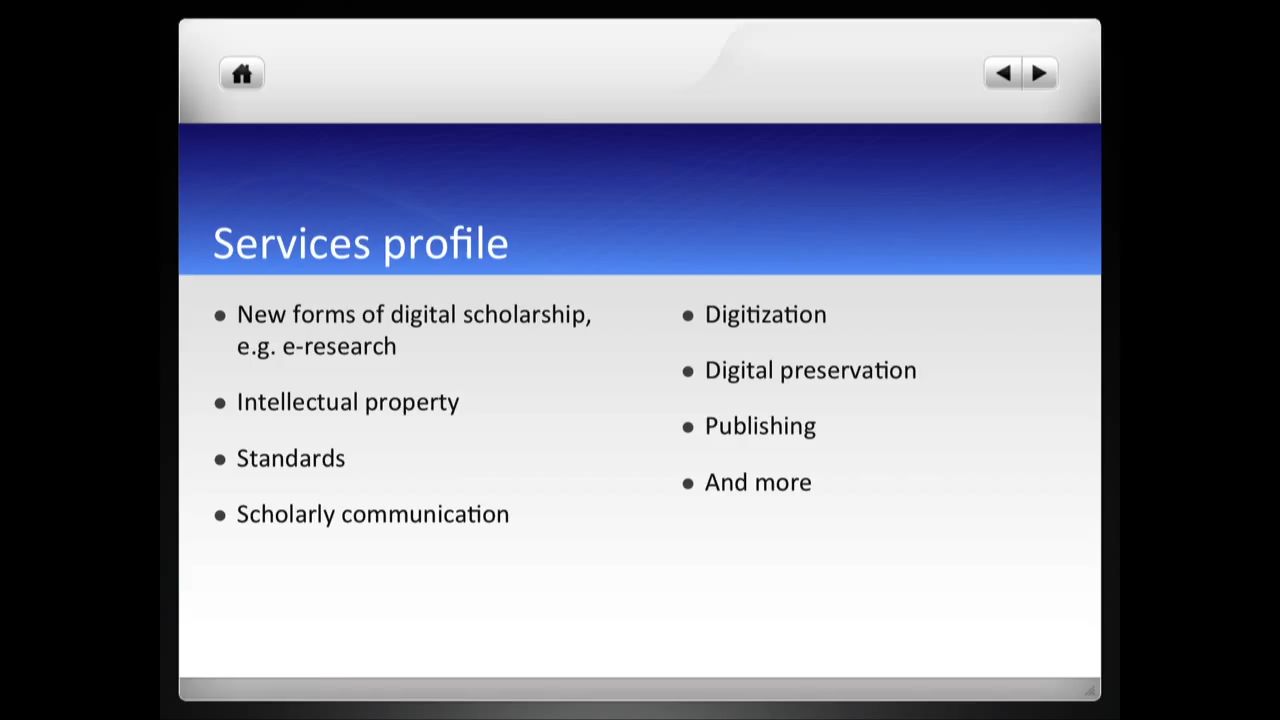 Services profile
● New forms of digital scholarship,
e.g. e-research
● Intellectual property
● Standards
● Scholarly communication
● Digitization
● Digital preservation
● Publishing
● And more